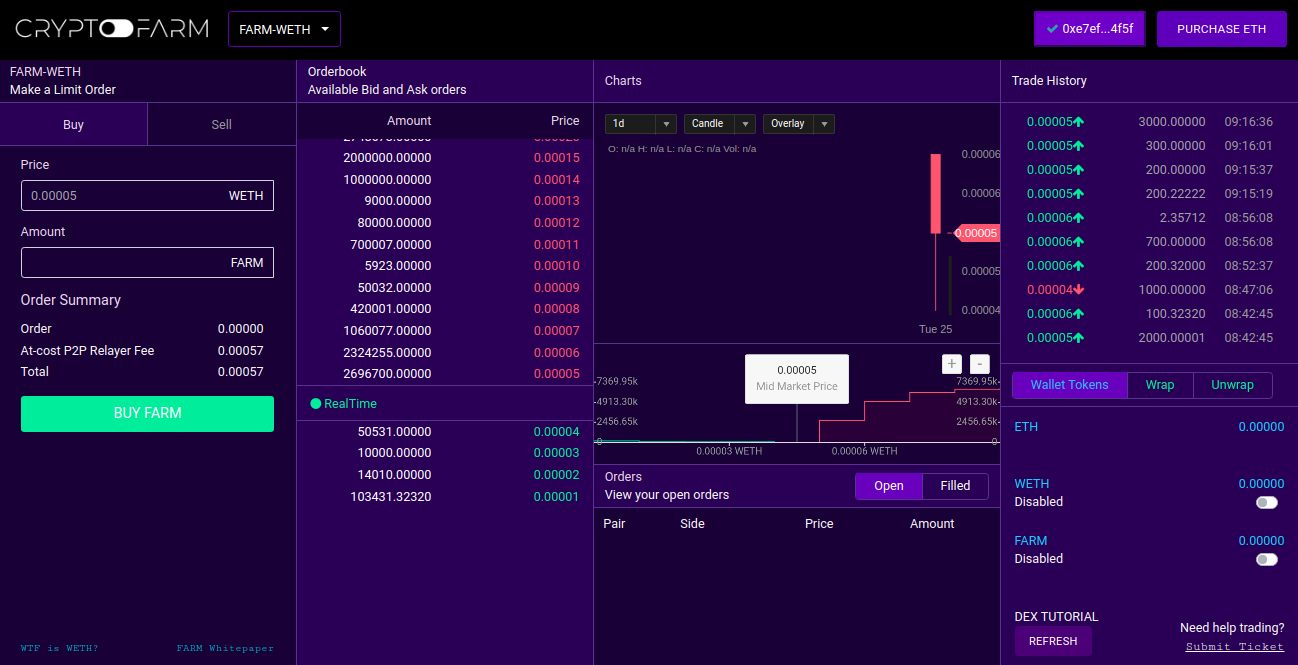 CRYPTOFARM
FARM-WETH
0xe7ef...4f5f
PURCHASE ETH
FARM-WETH
Make a Limit Order
Buy
Sell
Price
0.00005 WETH
Amount
FARM
Order Summary
Order 0.00000
At-cost P2P Relayer Fee 0.00057
Total 0.00057
BUY FARM
WTF is WETH?
FARM Whitepaper
Orderbook
Available Bid and Ask orders
Amount Price
2000000.00000 0.00015
1000000.00000 0.00014
9000.00000 0.00013
80000.00000 0.00012
700007.00000 0.00011
5923.00000 0.00010
50032.00000 0.00009
420001.00000 0.00008
1060077.00000 0.00007
2324255.00000 0.00006
2696700.00000 0.00005
RealTime
50531.00000 0.00004
10000.00000 0.00003
14010.00000 0.00002
103431.32320 0.00001
Charts
1d
Candle
Overlay
O: n/a H: n/a L: n/a C: n/a Vol: n/a
0.00006
0.00006
0.00005
0.00005
0.00004
Tue 25
0.00005
Mid Market Price
+ -
7369.95k 7369.95k
4913.30k 4913.30k
2456.65k 2456.65k
0 0
0.00003 WETH 0.00006 WETH
Orders
View your open orders
Open
Filled
Pair Side Price Amount
Trade History
0.00005 3000.00000 09:16:36
0.00005 300.00000 09:16:01
0.00005 200.00000 09:15:37
0.00005 200.22222 09:15:19
0.00006 2.35712 08:56:08
0.00006 700.00000 08:56:08
0.00006 200.32000 08:52:37
0.00004 1000.00000 08:47:06
0.00006 100.32320 08:42:45
0.00005 2000.00001 08:42:45
Wallet Tokens
Wrap
Unwrap
ETH 0.00000
WETH 0.00000
Disabled
FARM 0.00000
Disabled
DEX TUTORIAL
REFRESH
Need help trading?
Submit Ticket